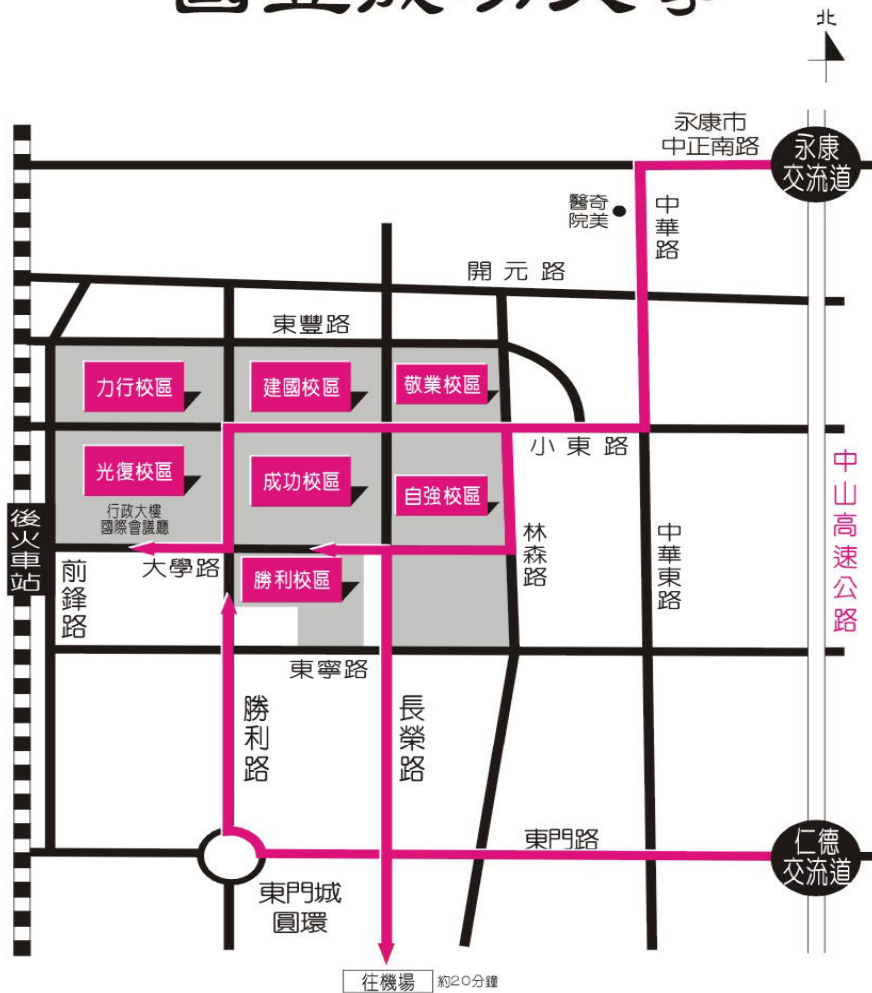 國立成功大學
北
永康市
中正南路
永康
交流道
奇美
醫院
中華路
開元路
東豐路
力行校區
建國校區
敬業校區
小東路
光復校區
成功校區
自強校區
行政大樓
國際會議廳
中山高速公路
後火車站
前鋒路
大學路
勝利校區
林森路
中華東路
東寧路
勝利路
長榮路
東門路
仁德
交流道
東門城
圓環
往機場 約20分鐘